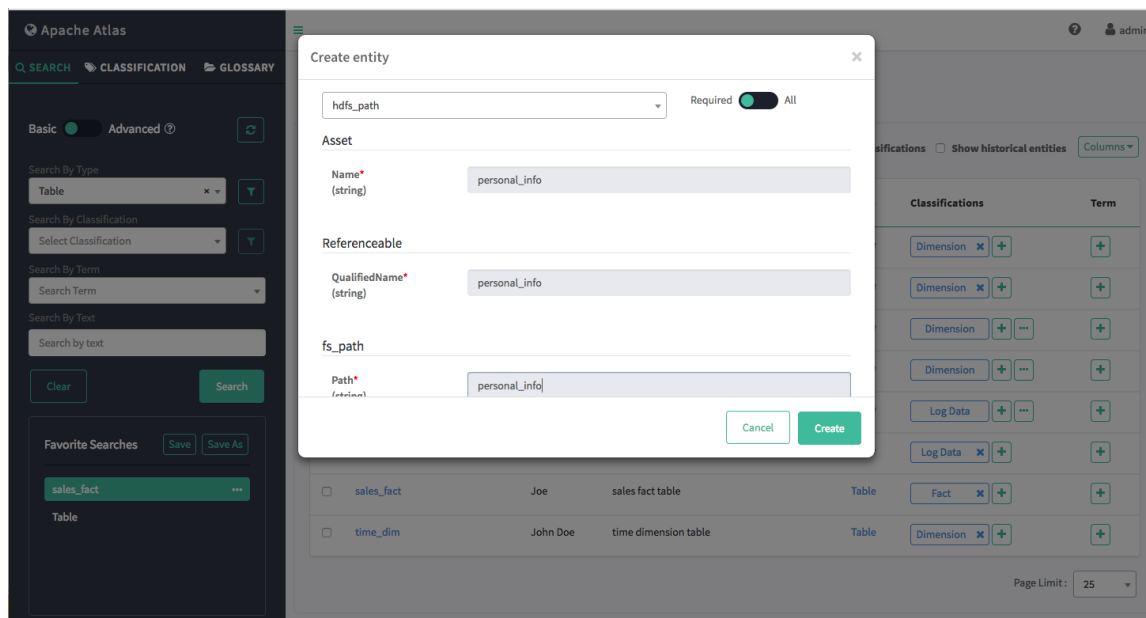 Apache Atlas
admin
SEARCH CLASSIFICATION GLOSSARY
Basic Advanced
Search By Type
Table
Search By Classification
Select Classification
Search By Term
Search Term
Search By Text
Search by text
Clear Search
Favorite Searches Save Save As
sales_fact
Table
Create entity
hdfs_path
Required All
Asset
Name*
(string)
personal_info
Referenceable
QualifiedName*
(string)
personal_info
fs_path
Path*
(string)
personal_info
Cancel Create
Show historical entities Columns
Classifications Term
Dimension
Dimension
Dimension
Dimension
Log Data
Log Data
sales_fact Joe sales fact table Table Fact
time_dim John Doe time dimension table Table Dimension
Page Limit : 25